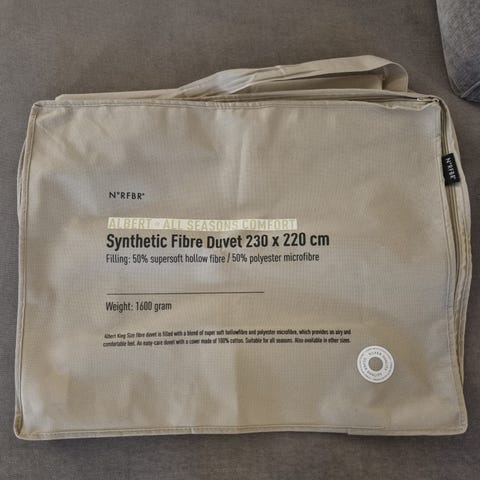 N°RFBR°
ALBERT - ALL SEASONS COMFORT
Synthetic Fibre Duvet 230 x 220 cm
Filling: 50% supersoft hollow fibre / 50% polyester microfibre
Weight: 1600 gram
Albert King Size fibre duvet is filled with a blend of super soft hollowfibre and polyester microfibre, which provides an airy and
comfortable feel. An easy-care duvet with a cover made of 100% cotton. Suitable for all seasons. Also available in other sizes.
N°RFBR°